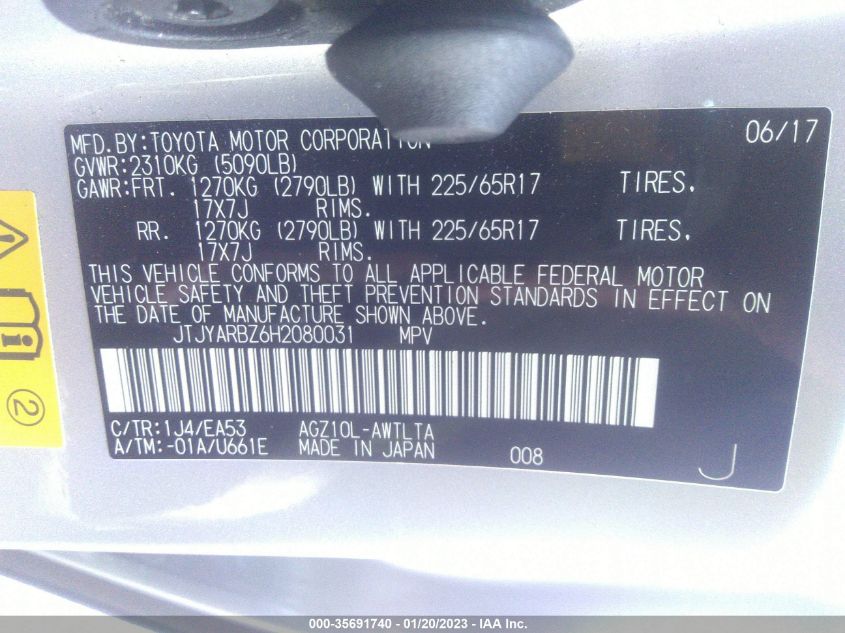 MFD.BY:TOYOTA MOTOR CORPORATION 06/17
GVWR:2310KG (5090LB)
GAWR:FRT. 1270KG (2790LB) WITH 225/65R17 TIRES.
17X7J RIMS.
RR. 1270KG (2790LB) WITH 225/65R17 TIRES.
17X7J RIMS.
THIS VEHICLE CONFORMS TO ALL APPLICABLE FEDERAL MOTOR
VEHICLE SAFETY AND THEFT PREVENTION STANDARDS IN EFFECT ON
THE DATE OF MANUFACTURE SHOWN ABOVE.
JTJYARBZ6H2080031 MPV
C/TR:1J4/EA53 AGZ10L-AWTLTA
A/TM:-01A/U661E MADE IN JAPAN 008 J
2
000-35691740 - 01/20/2023 - IAA Inc.